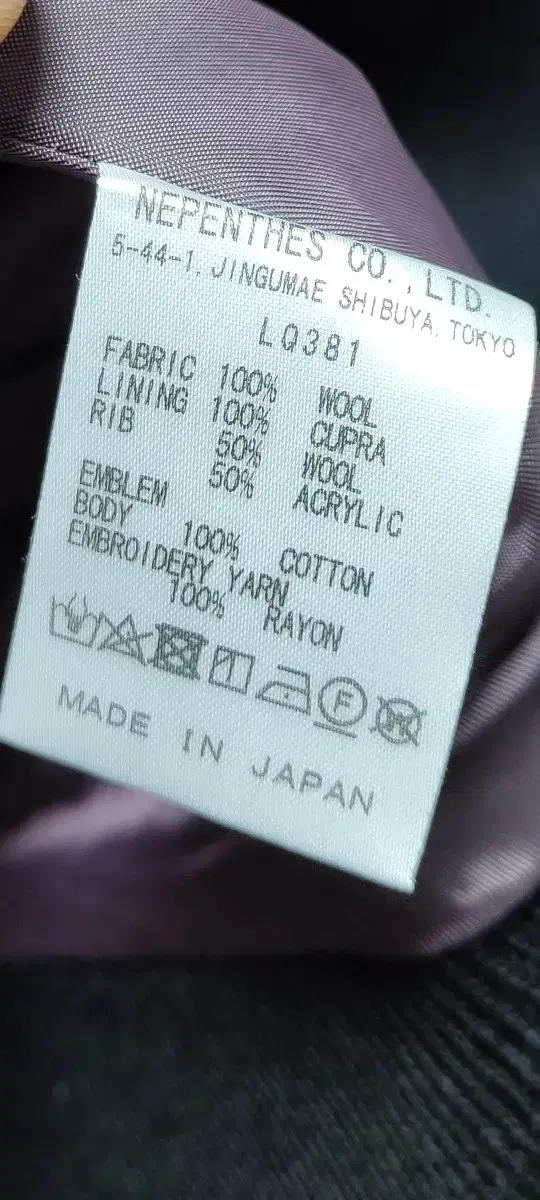 NEPENTHES CO., LTD.
5-44-1, JINGUMAE SHIBUYA, TOKYO
LQ381
FABRIC 100% WOOL
LINING 100% CUPRA
RIB 50% WOOL
50% ACRYLIC
EMBLEM
BODY 100% COTTON
EMBROIDERY YARN
100% RAYON
F
MADE IN JAPAN